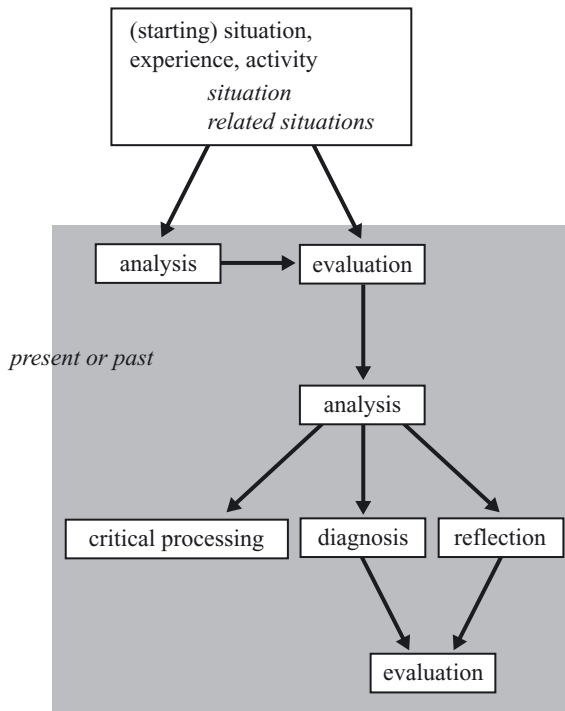 (starting) situation,
experience, activity
situation
related situations
analysis
evaluation
present or past
analysis
critical processing
diagnosis
reflection
evaluation